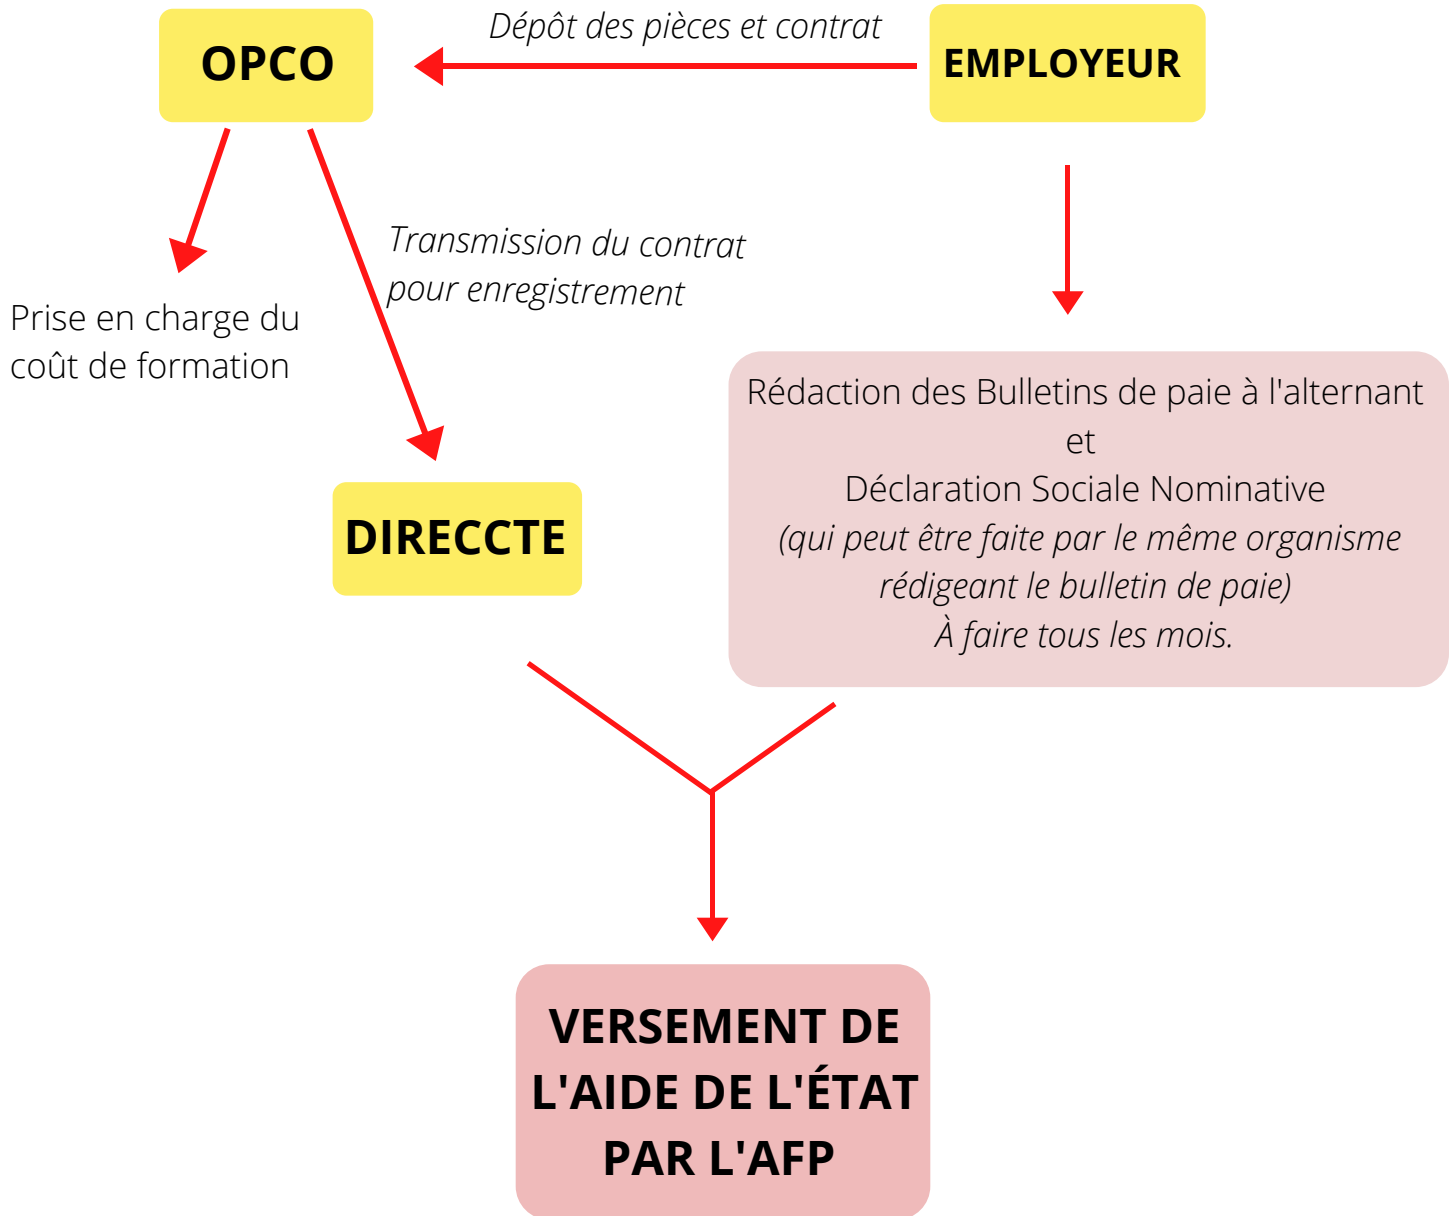 Dépôt des pièces et contrat
OPCO
EMPLOYEUR
Transmission du contrat
pour enregistrement
Prise en charge du
coût de formation
Rédaction des Bulletins de paie à l'alternant
et
Déclaration Sociale Nominative
(qui peut être faite par le même organisme
rédigeant le bulletin de paie)
À faire tous les mois.
DIRECCTE
VERSEMENT DE
L'AIDE DE L'ÉTAT
PAR L'AFP